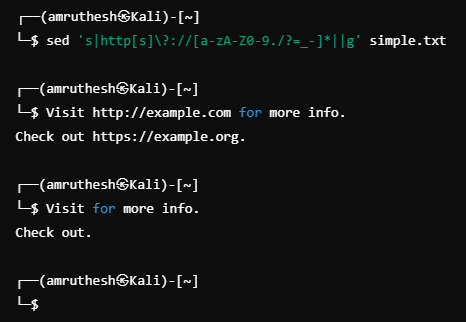 ┌──(amruthesh㉿Kali)-[~]
└─$ sed 's|http[s]\?://[a-zA-Z0-9./?=_-]*||g' simple.txt
┌──(amruthesh㉿Kali)-[~]
└─$ Visit http://example.com for more info.
Check out https://example.org.
┌──(amruthesh㉿Kali)-[~]
└─$ Visit for more info.
Check out.
┌──(amruthesh㉿Kali)-[~]
└─$